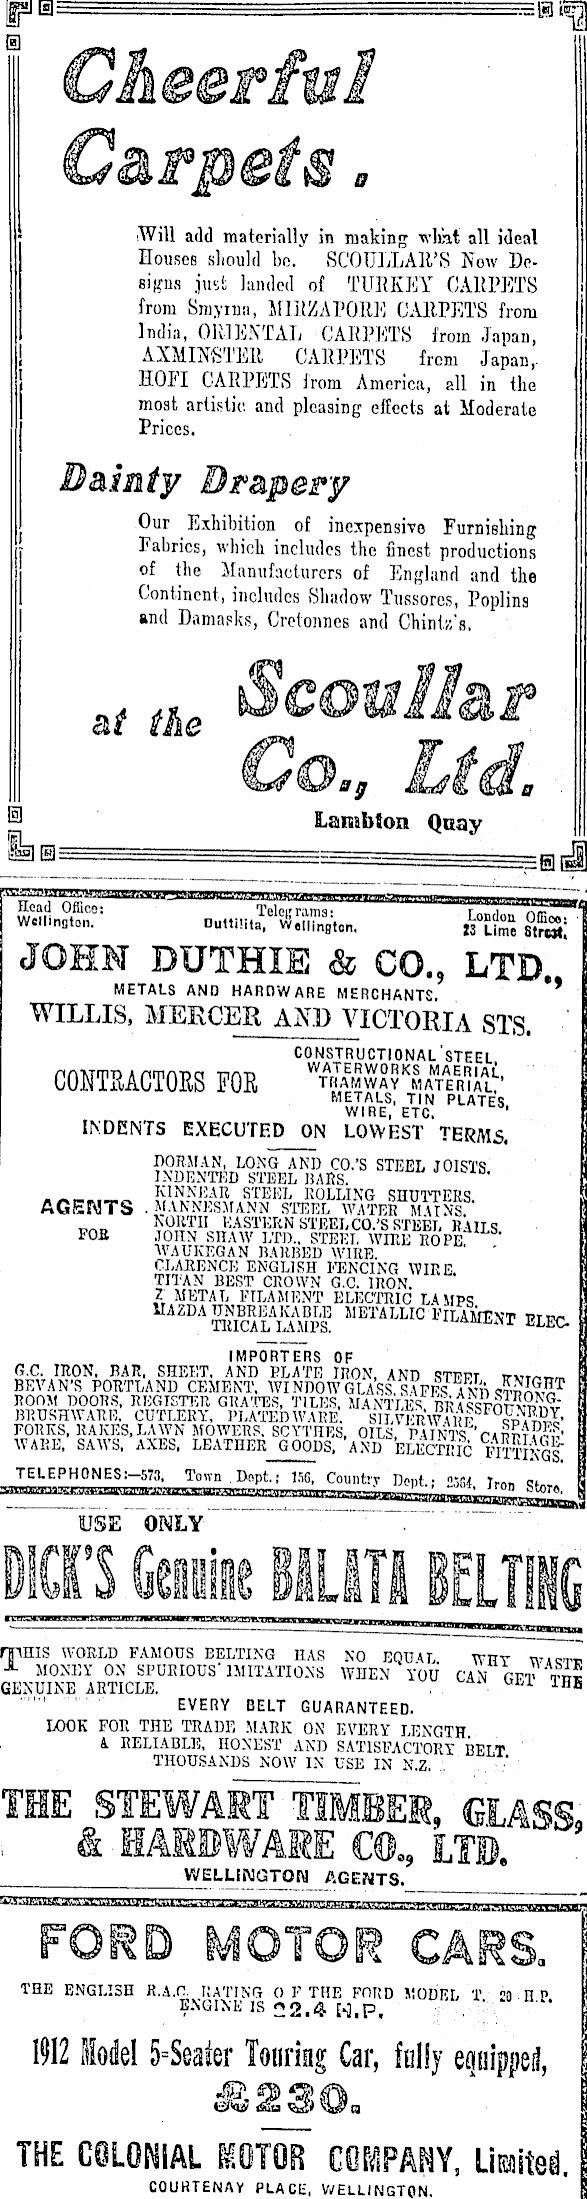 Cheerful
Carpets.
Will add materially in making what all ideal
Houses should be. SCOULLAR'S New De-
signs just landed of TURKEY CARPETS
from Smyrna, MIRZAPORE CARPETS from
India, ORIENTAL CARPETS from Japan,
AXMINSTER CARPETS from Japan,
HOFI CARPETS from America, all in the
most artistic and pleasing effects at Moderate
Prices.
Dainty Drapery
Our Exhibition of inexpensive Furnishing
Fabrics, which includes the finest productions
of the Manufacturers of England and the
Continent, includes Shadow Tussores, Poplins
and Damasks, Cretonnes and Chintz's.
at the Scoullar
Co., Ltd.
Lambton Quay
Head Office:
Wellington.
Telegrams:
Duttilita, Wellington.
London Office:
23 Lime Street.
JOHN DUTHIE & CO., LTD.,
METALS AND HARDWARE MERCHANTS.
WILLIS, MERCER AND VICTORIA STS.
CONTRACTORS FOR
CONSTRUCTIONAL STEEL,
WATERWORKS MAERIAL,
TRAMWAY MATERIAL,
METALS, TIN PLATES,
WIRE, ETC.
INDENTS EXECUTED ON LOWEST TERMS.
AGENTS
FOR
DORMAN, LONG AND CO.'S STEEL JOISTS.
INDENTED STEEL BARS.
KINNEAR STEEL ROLLING SHUTTERS.
MANNESMANN STEEL WATER MAINS.
NORTH EASTERN STEEL CO.'S STEEL RAILS.
JOHN SHAW LTD., STEEL WIRE ROPE.
WAUKEGAN BARBED WIRE.
CLARENCE ENGLISH FENCING WIRE.
TITAN BEST CROWN G.C. IRON.
Z METAL FILAMENT ELECTRIC LAMPS.
MAZDA UNBREAKABLE METALLIC FILAMENT ELEC-
TRICAL LAMPS.
IMPORTERS OF
G.C. IRON, BAR, SHEET, AND PLATE IRON, AND STEEL, KNIGHT
BEVAN'S PORTLAND CEMENT, WINDOW GLASS, SAFES, AND STRONG-
ROOM DOORS, REGISTER GRATES, TILES, MANTLES, BRASSFOUNRDY,
BRUSHWARE, CUTLERY, PLATEDWARE. SILVERWARE, SPADES,
FORKS, RAKES, LAWN MOWERS, SCYTHES, OILS, PAINTS, CARRIAGE-
WARE, SAWS, AXES, LEATHER GOODS, AND ELECTRIC FITTINGS.
TELEPHONES:—573, Town Dept.; 156, Country Dept.; 2564, Iron Store.
USE ONLY
DICK'S Genuine BALATA BELTING
THIS WORLD FAMOUS BELTING HAS NO EQUAL. WHY WASTE
MONEY ON SPURIOUS IMITATIONS WHEN YOU CAN GET THE
GENUINE ARTICLE.
EVERY BELT GUARANTEED.
LOOK FOR THE TRADE MARK ON EVERY LENGTH.
A RELIABLE, HONEST AND SATISFACTORY BELT.
THOUSANDS NOW IN USE IN N.Z.
THE STEWART TIMBER, GLASS,
& HARDWARE CO., LTD.
WELLINGTON AGENTS.
FORD MOTOR CARS.
THE ENGLISH R.A.C. RATING OF THE FORD MODEL T. 20 H.P.
ENGINE IS 22.4 H.P.
1912 Model 5=Seater Touring Car, fully equipped,
£230.
THE COLONIAL MOTOR COMPANY, Limited.
COURTENAY PLACE, WELLINGTON.